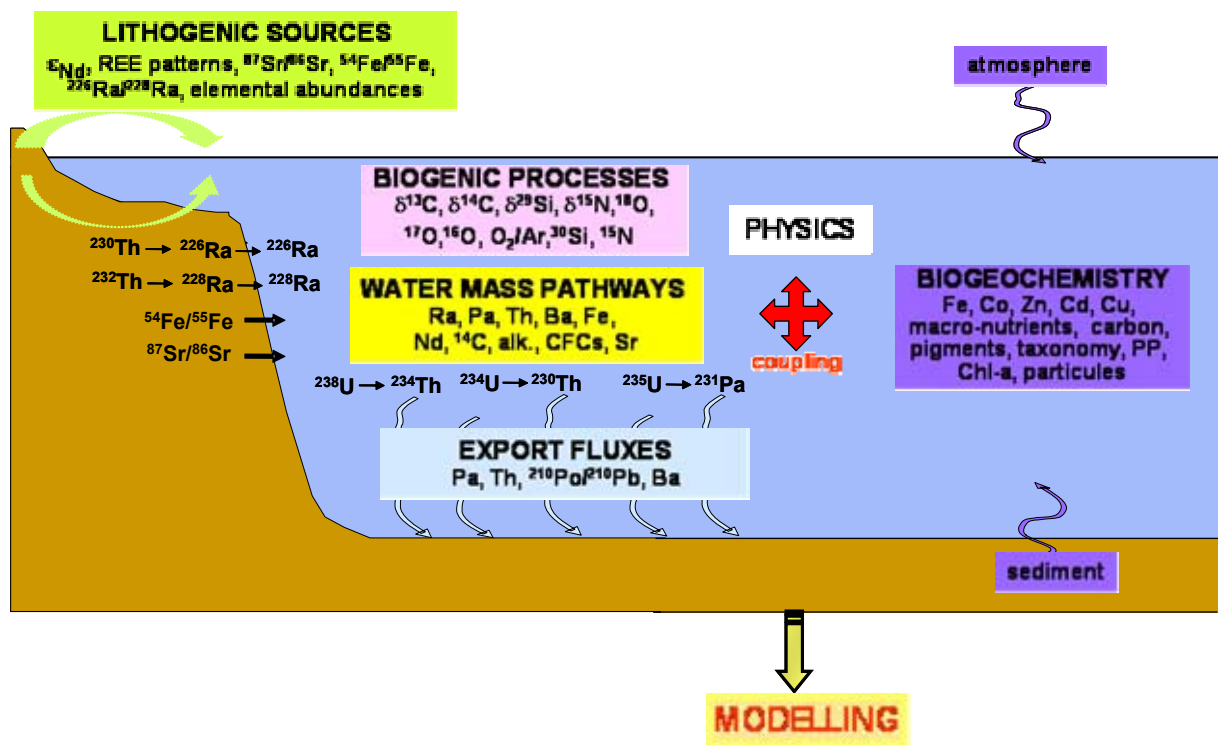 LITHOGENIC SOURCES
εNd, REE patterns, ⁸⁷Sr/⁸⁶Sr, ⁵⁴Fe/⁵⁵Fe,
²²⁶Ra/²²⁸Ra, elemental abundances
atmosphere
BIOGENIC PROCESSES
δ¹³C, δ¹⁴C, δ²⁹Si, δ¹⁵N,¹⁸O,
¹⁷O,¹⁶O, O₂/Ar,³⁰Si, ¹⁵N
PHYSICS
²³⁰Th → ²²⁶Ra → ²²⁶Ra
²³²Th → ²²⁸Ra → ²²⁸Ra
⁵⁴Fe/⁵⁵Fe
⁸⁷Sr/⁸⁶Sr
WATER MASS PATHWAYS
Ra, Pa, Th, Ba, Fe,
Nd, ¹⁴C, alk., CFCs, Sr
coupling
BIOGEOCHEMISTRY
Fe, Co, Zn, Cd, Cu,
macro-nutrients, carbon,
pigments, taxonomy, PP,
Chl-a, particules
²³⁸U → ²³⁴Th ²³⁴U → ²³⁰Th ²³⁵U → ²³¹Pa
EXPORT FLUXES
Pa, Th, ²¹⁰Po/²¹⁰Pb, Ba
sediment
MODELLING